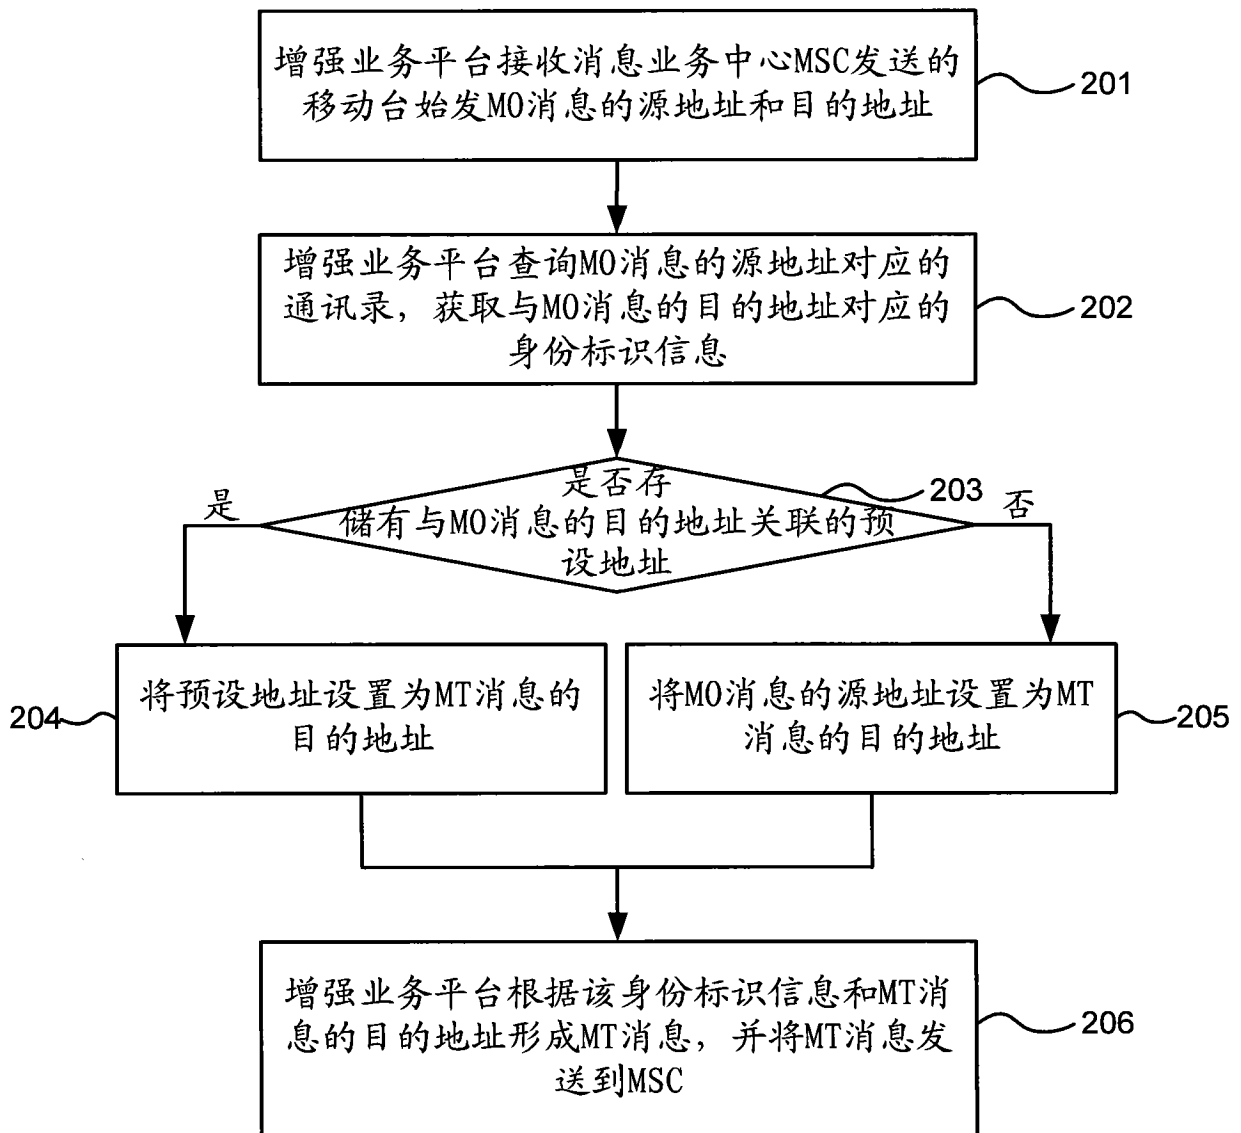 增强业务平台接收消息业务中心MSC发送的
移动台始发MO消息的源地址和目的地址
201
增强业务平台查询MO消息的源地址对应的
通讯录，获取与MO消息的目的地址对应的
身份标识信息
202
是否存
储有与MO消息的目的地址关联的预
设地址
203
是
否
将预设地址设置为MT消息的
目的地址
204
将MO消息的源地址设置为MT
消息的目的地址
205
增强业务平台根据该身份标识信息和MT消
息的目的地址形成MT消息，并将MT消息发
送到MSC
206